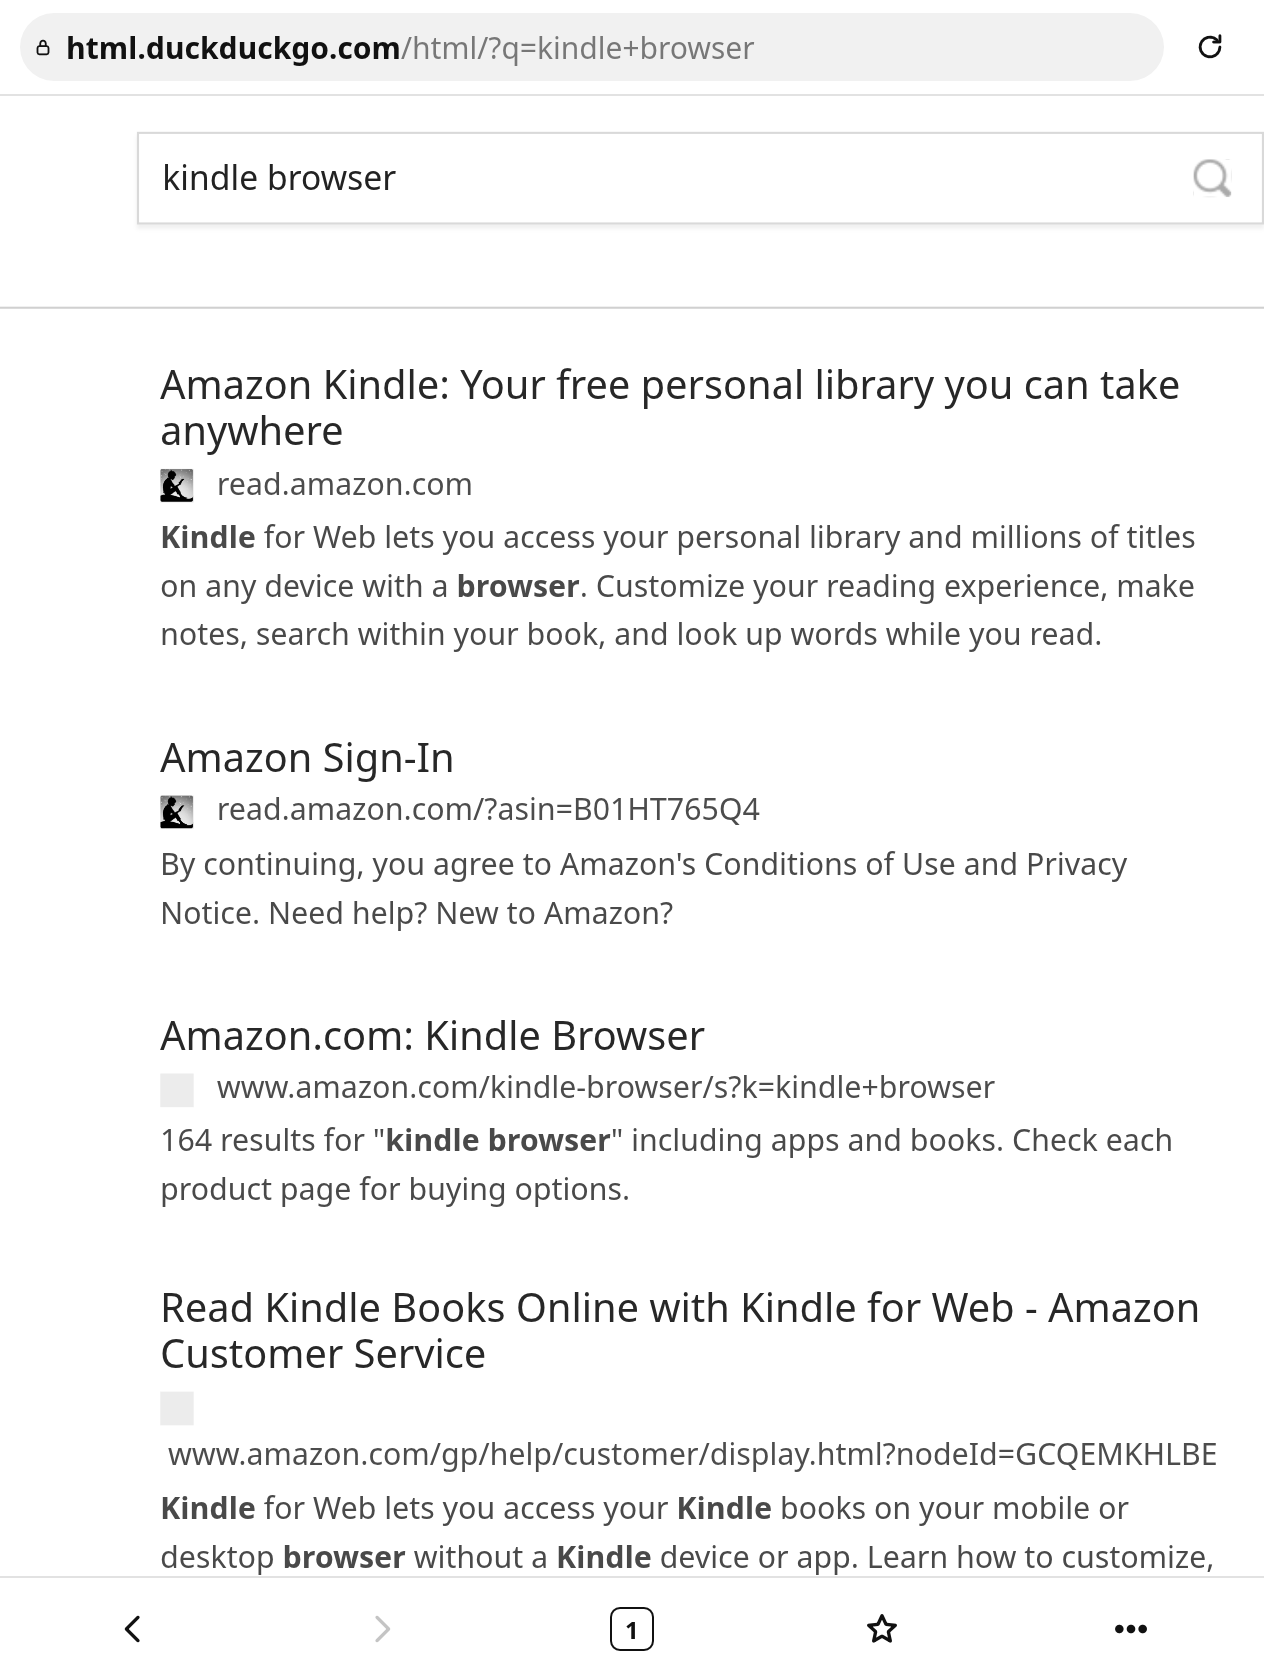 html.duckduckgo.com/html/?q=kindle+browser
kindle browser
Amazon Kindle: Your free personal library you can take
anywhere
read.amazon.com
Kindle for Web lets you access your personal library and millions of titles
on any device with a browser. Customize your reading experience, make
notes, search within your book, and look up words while you read.
Amazon Sign-In
read.amazon.com/?asin=B01HT765Q4
By continuing, you agree to Amazon's Conditions of Use and Privacy
Notice. Need help? New to Amazon?
Amazon.com: Kindle Browser
www.amazon.com/kindle-browser/s?k=kindle+browser
164 results for "kindle browser" including apps and books. Check each
product page for buying options.
Read Kindle Books Online with Kindle for Web - Amazon
Customer Service
www.amazon.com/gp/help/customer/display.html?nodeId=GCQEMKHLBE
Kindle for Web lets you access your Kindle books on your mobile or
desktop browser without a Kindle device or app. Learn how to customize,
1